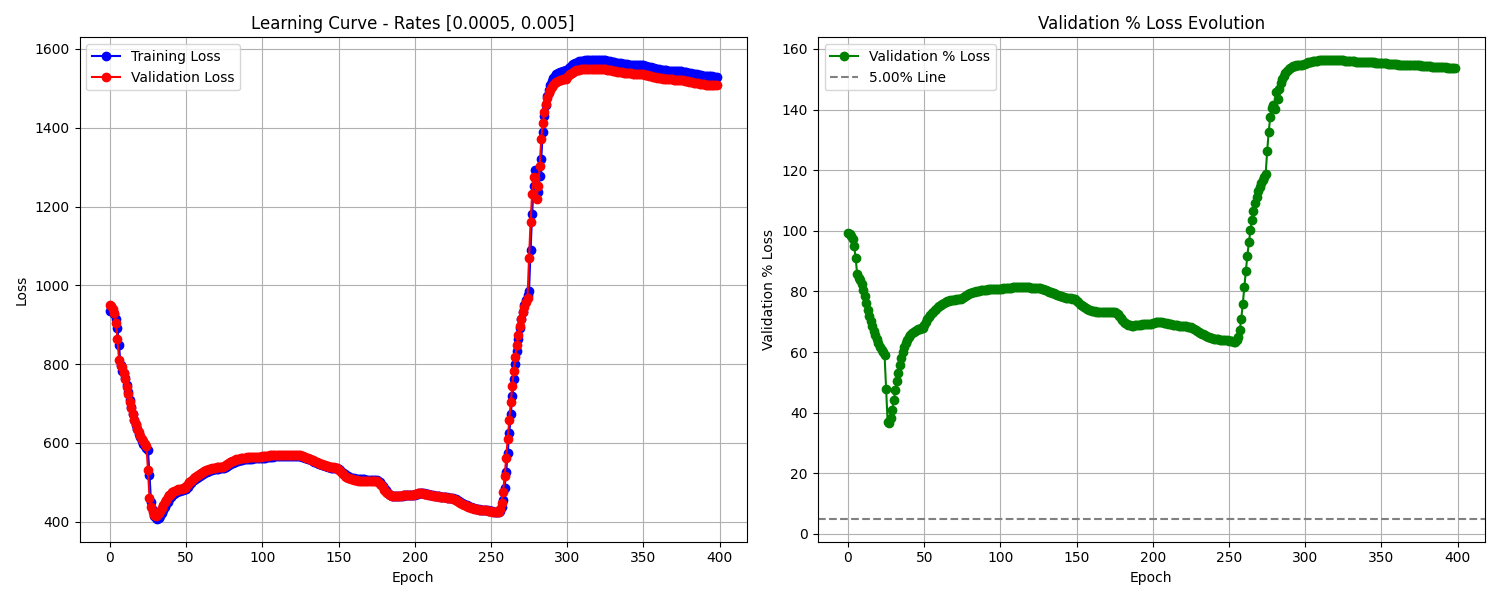 Learning Curve - Rates [0.0005, 0.005]
Training Loss
Validation Loss
Loss
1600
1400
1200
1000
800
600
400
0 50 100 150 200 250 300 350 400
Epoch
Validation % Loss Evolution
Validation % Loss
5.00% Line
Validation % Loss
160
140
120
100
80
60
40
20
0
0 50 100 150 200 250 300 350 400
Epoch